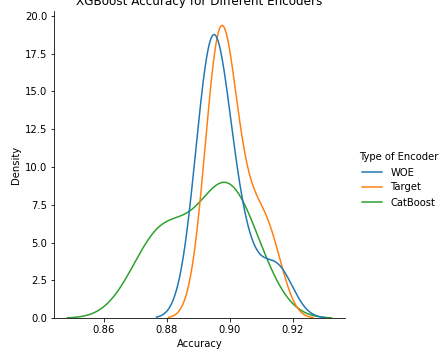 XGBoost Accuracy for Different Encoders
20.0
17.5
15.0
12.5
10.0
7.5
5.0
2.5
0.0
Density
0.86
0.88
0.90
0.92
Accuracy
Type of Encoder
WOE
Target
CatBoost